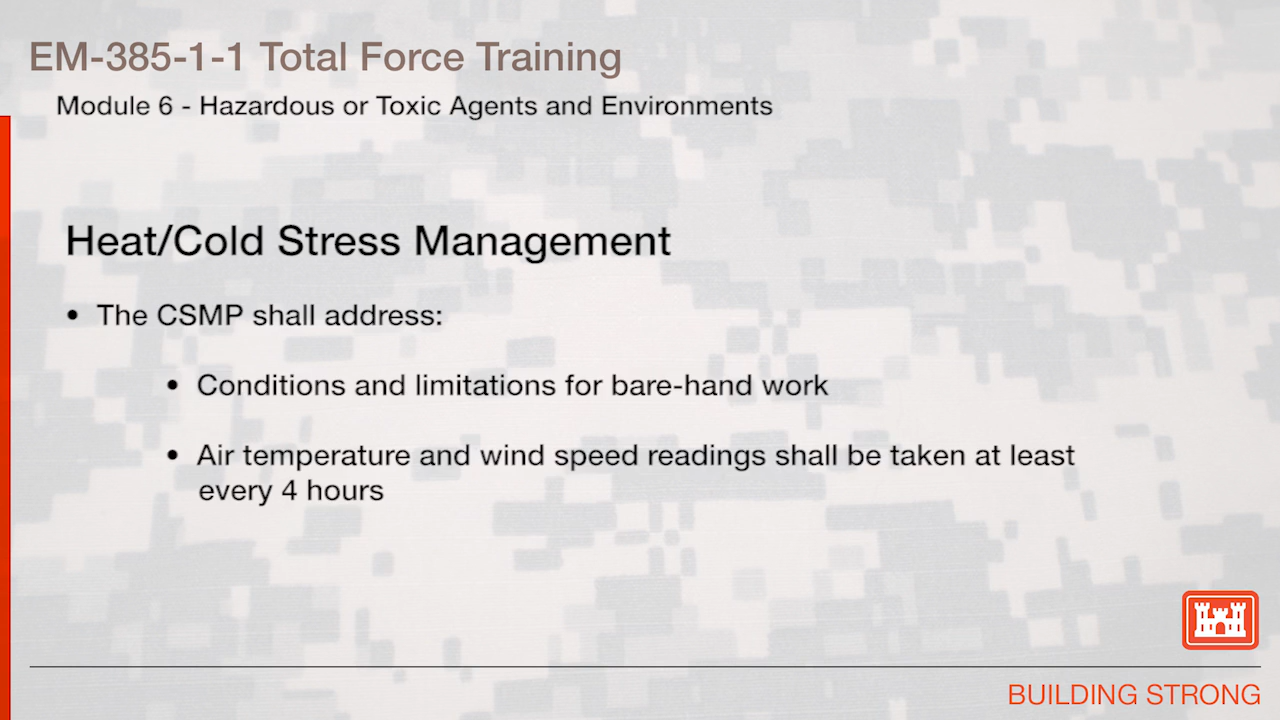 EM-385-1-1 Total Force Training
Module 6 - Hazardous or Toxic Agents and Environments
Heat/Cold Stress Management
• The CSMP shall address:
• Conditions and limitations for bare-hand work
• Air temperature and wind speed readings shall be taken at least
every 4 hours
BUILDING STRONG